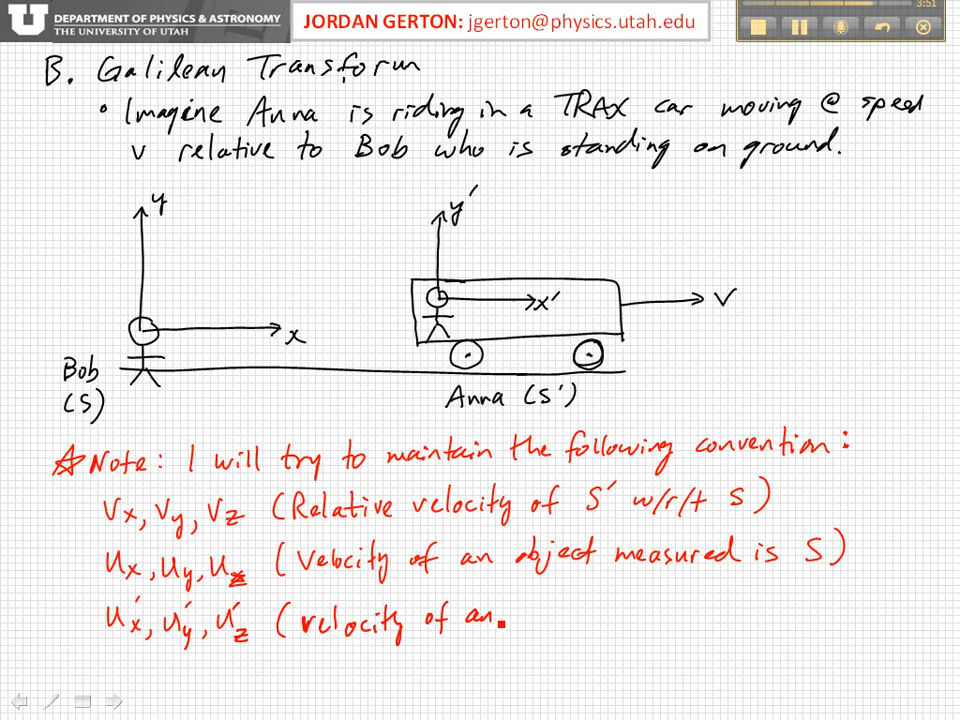 U
DEPARTMENT OF PHYSICS & ASTRONOMY
THE UNIVERSITY OF UTAH
JORDAN GERTON: jgerton@physics.utah.edu
3:51
B. Galilean Transform
• Imagine Anna is riding in a TRAX car moving @ speed
v relative to Bob who is standing on ground.
y
y′
x
x′
v
Bob
(S)
Anna (S′)
☆Note: I will try to maintain the following convention:
Vx, Vy, Vz (Relative velocity of S′ w/r/t S)
Ux, Uy, Uz (Velocity of an object measured is S)
U′x, U′y, U′z (velocity of an